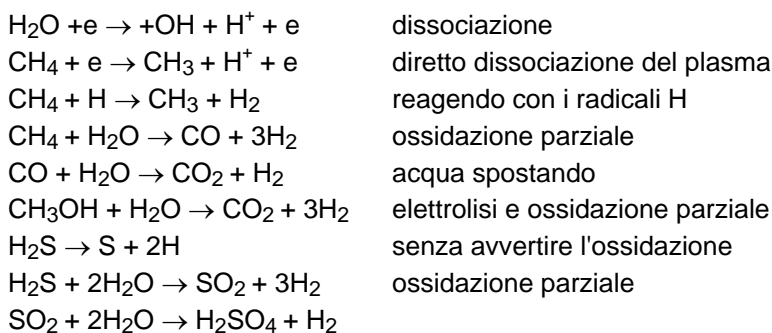 H₂O +e → +OH + H⁺ + e dissociazione
CH₄ + e → CH₃ + H⁺ + e diretto dissociazione del plasma
CH₄ + H → CH₃ + H₂ reagendo con i radicali H
CH₄ + H₂O → CO + 3H₂ ossidazione parziale
CO + H₂O → CO₂ + H₂ acqua spostando
CH₃OH + H₂O → CO₂ + 3H₂ elettrolisi e ossidazione parziale
H₂S → S + 2H senza avvertire l'ossidazione
H₂S + 2H₂O → SO₂ + 3H₂ ossidazione parziale
SO₂ + 2H₂O → H₂SO₄ + H₂